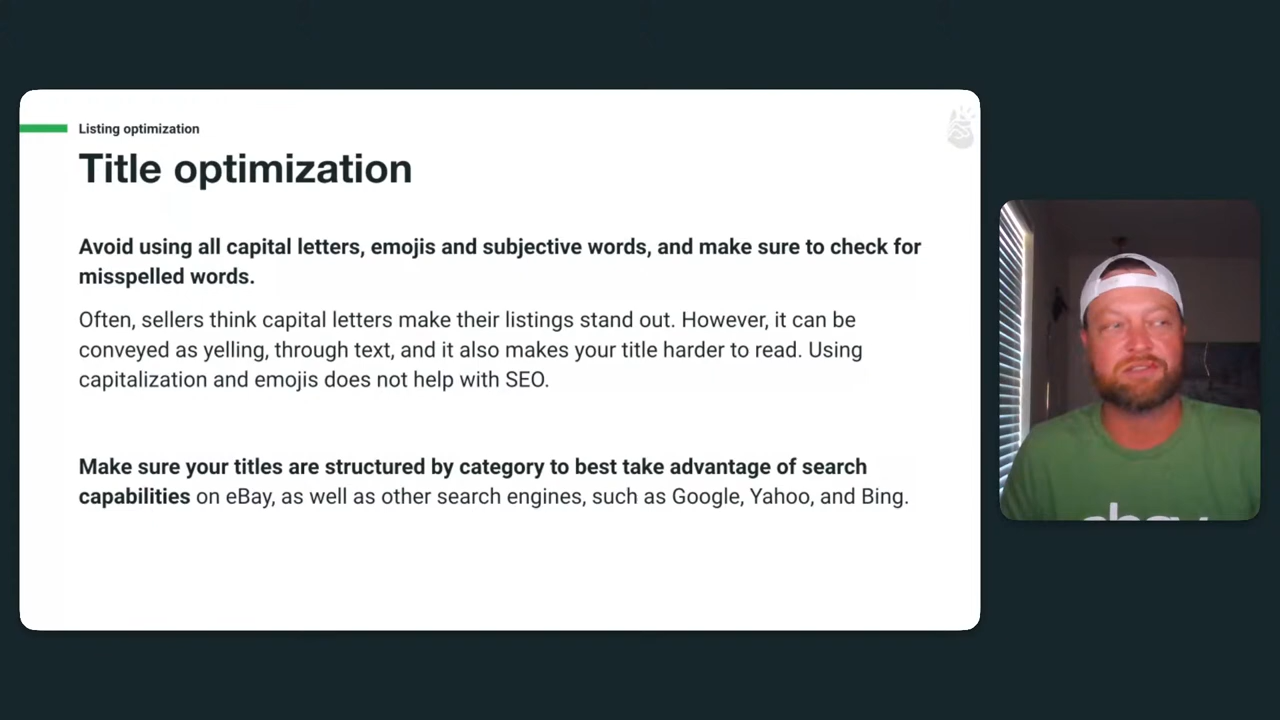 Listing optimization
Title optimization
Avoid using all capital letters, emojis and subjective words, and make sure to check for
misspelled words.
Often, sellers think capital letters make their listings stand out. However, it can be
conveyed as yelling, through text, and it also makes your title harder to read. Using
capitalization and emojis does not help with SEO.
Make sure your titles are structured by category to best take advantage of search
capabilities on eBay, as well as other search engines, such as Google, Yahoo, and Bing.
ebay